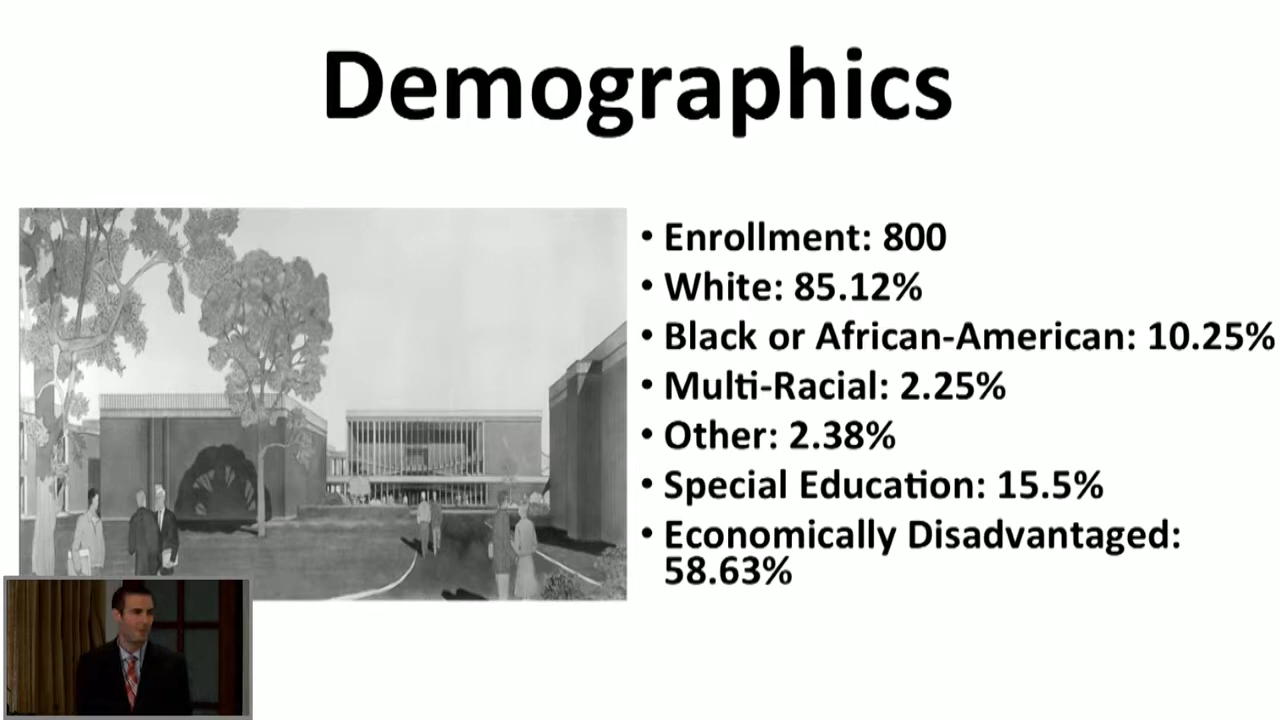 Demographics
• Enrollment: 800
• White: 85.12%
• Black or African-American: 10.25%
• Multi-Racial: 2.25%
• Other: 2.38%
• Special Education: 15.5%
• Economically Disadvantaged:
58.63%